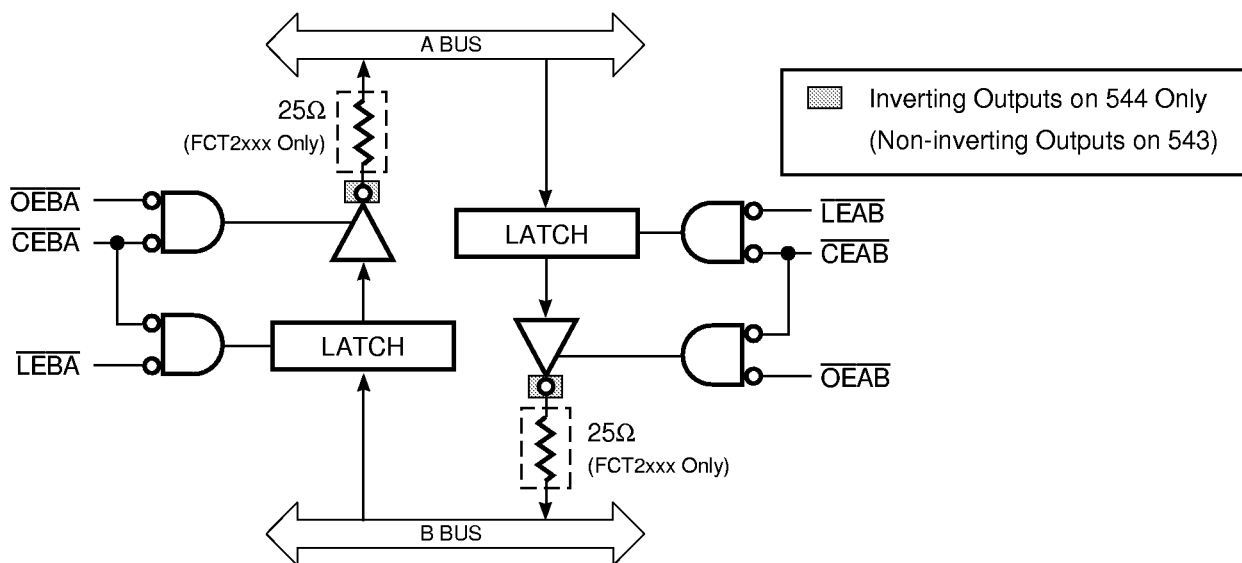 A BUS
25Ω
(FCT2xxx Only)
Inverting Outputs on 544 Only
(Non-inverting Outputs on 543)
OEBA
CEBA
LEBA
LATCH
LATCH
LEAB
CEAB
OEAB
25Ω
(FCT2xxx Only)
B BUS